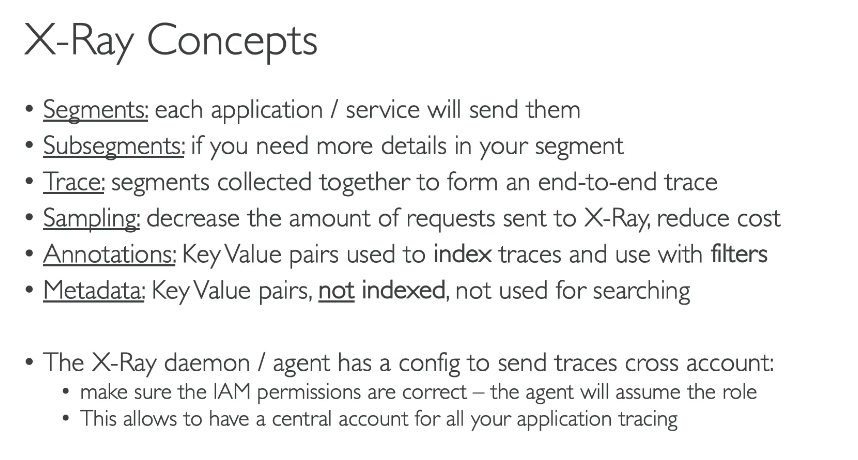 X-Ray Concepts
• Segments: each application / service will send them
• Subsegments: if you need more details in your segment
• Trace: segments collected together to form an end-to-end trace
• Sampling: decrease the amount of requests sent to X-Ray, reduce cost
• Annotations: Key Value pairs used to index traces and use with filters
• Metadata: Key Value pairs, not indexed, not used for searching
• The X-Ray daemon / agent has a config to send traces cross account:
• make sure the IAM permissions are correct – the agent will assume the role
• This allows to have a central account for all your application tracing